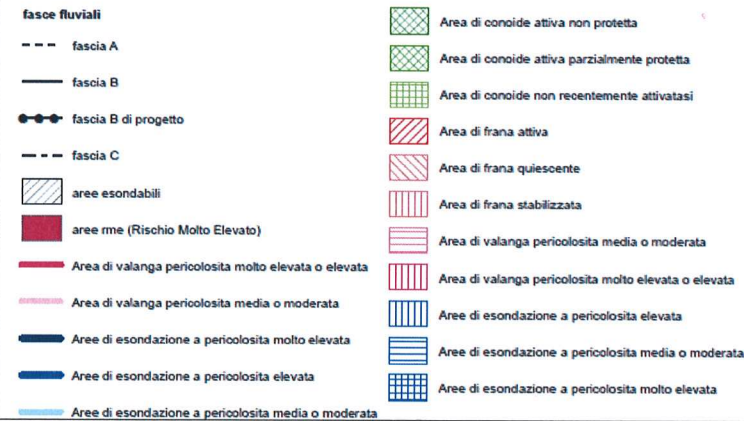 fasce fluviali
fascia A
fascia B
fascia B di progetto
fascia C
aree esondabili
aree rme (Rischio Molto Elevato)
Area di valanga pericolosita molto elevata o elevata
Area di valanga pericolosita media o moderata
Aree di esondazione a pericolosita molto elevata
Aree di esondazione a pericolosita elevata
Aree di esondazione a pericolosita media o moderata
Area di conoide attiva non protetta
Area di conoide attiva parzialmente protetta
Area di conoide non recentemente attivatasi
Area di frana attiva
Area di frana quiescente
Area di frana stabilizzata
Area di valanga pericolosita media o moderata
Area di valanga pericolosita molto elevata o elevata
Aree di esondazione a pericolosita elevata
Aree di esondazione a pericolosita media o moderata
Aree di esondazione a pericolosita molto elevata